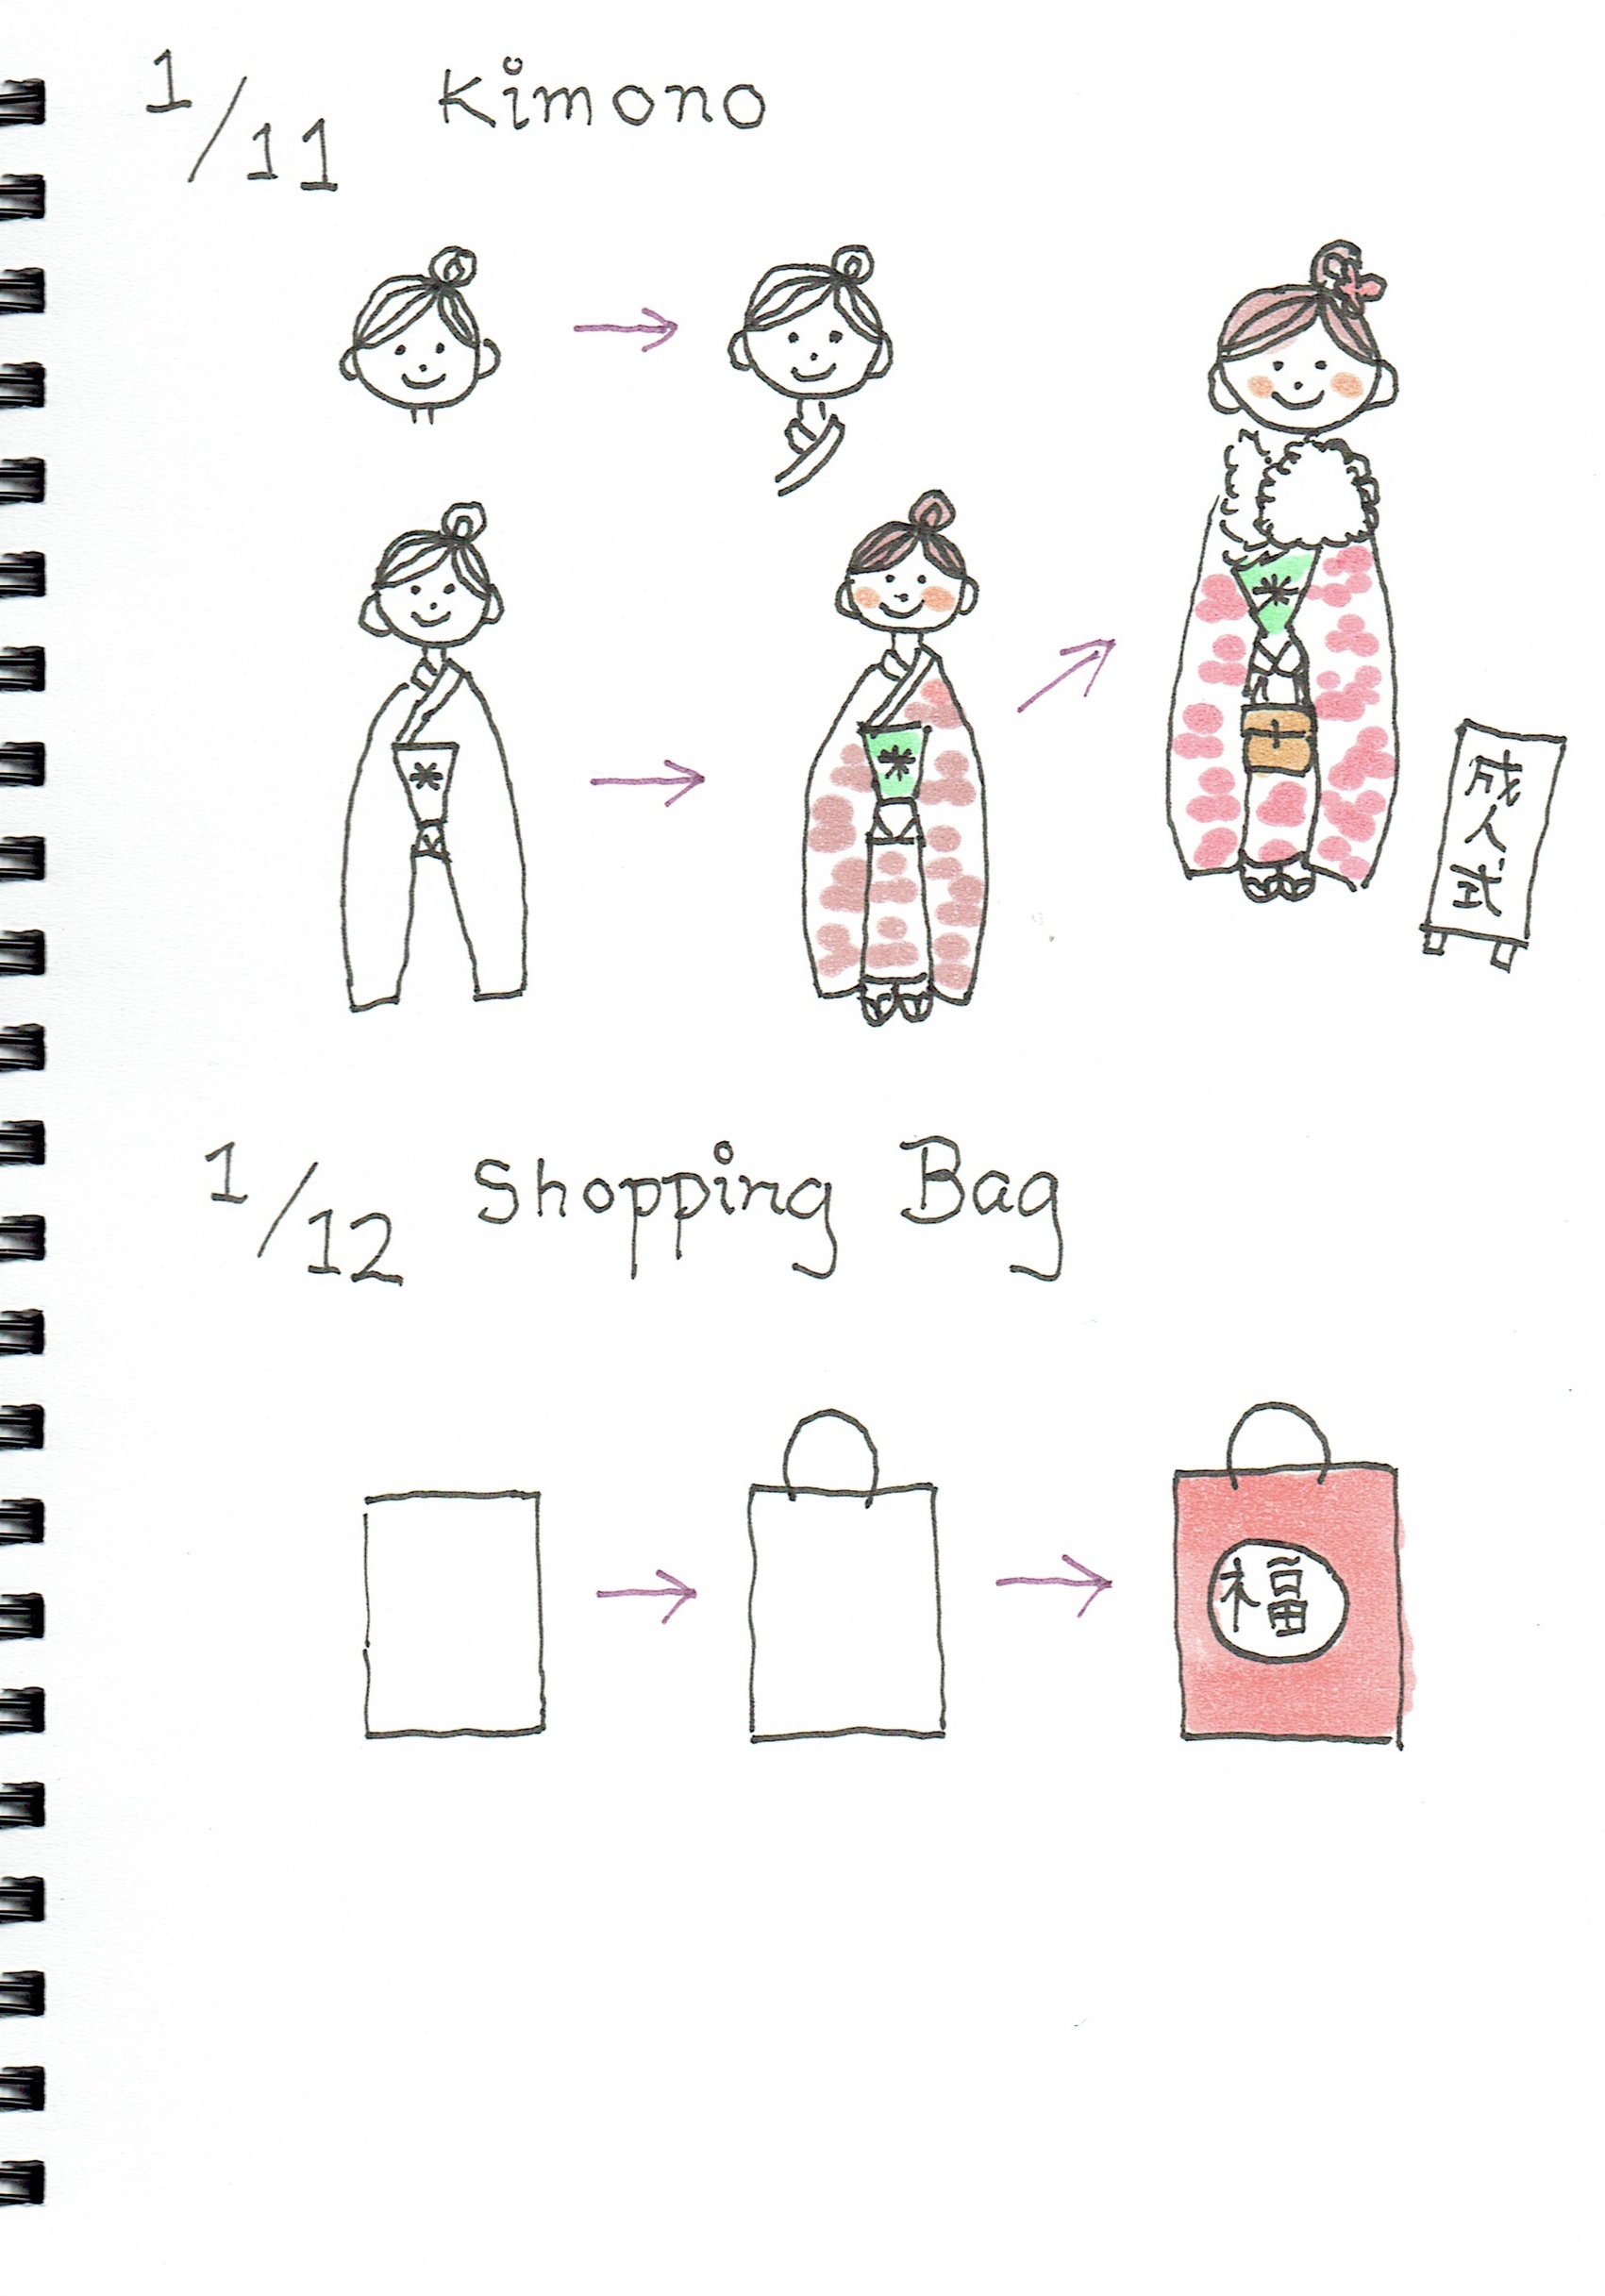 1/11 Kimono
成人式
1/12 Shopping Bag
福